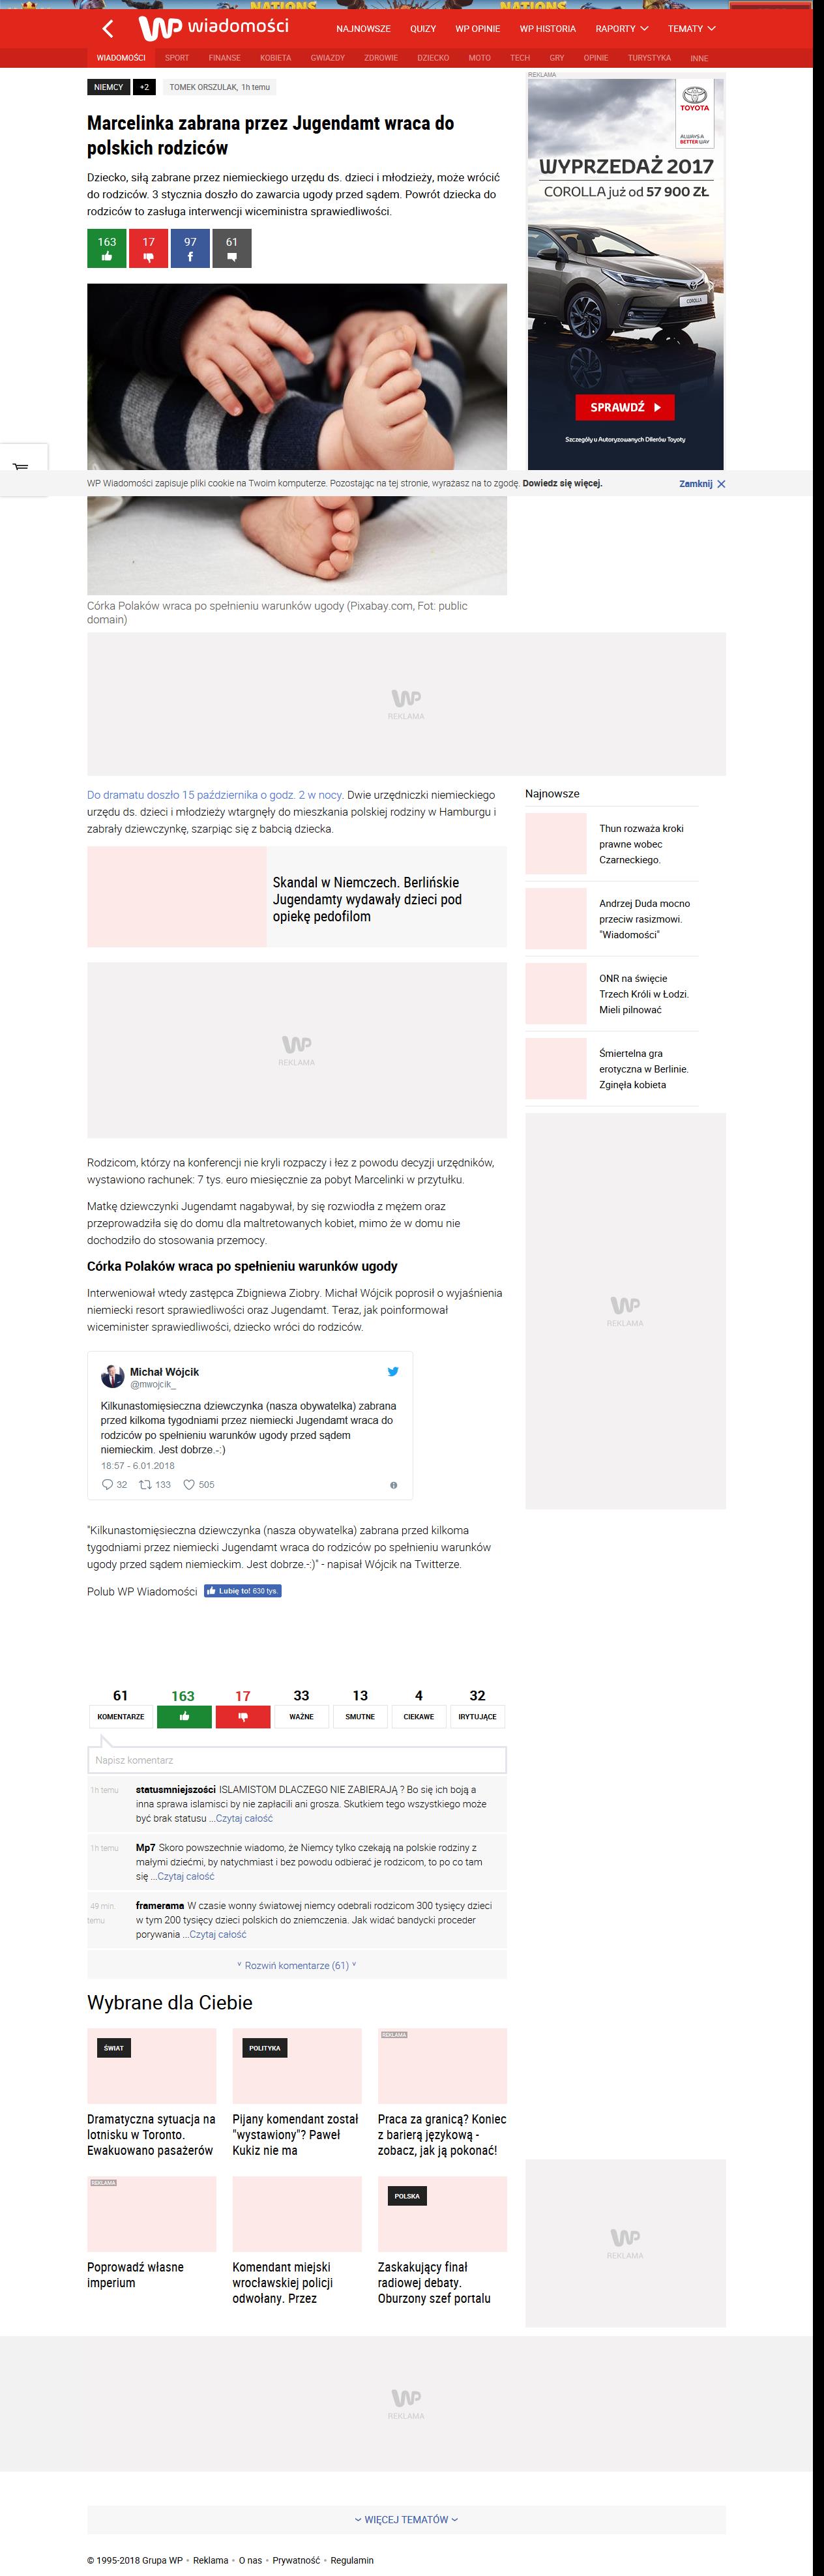 NATIONS NATIONS
WP wiadomości
NAJNOWSZE QUIZY WP OPINIE WP HISTORIA RAPORTY TEMATY
WIADOMOŚCI SPORT FINANSE KOBIETA GWIAZDY ZDROWIE DZIECKO MOTO TECH GRY OPINIE TURYSTYKA INNE
NIEMCY +2 TOMEK ORSZULAK, 1h temu
Marcelinka zabrana przez Jugendamt wraca do
polskich rodziców
Dziecko, siłą zabrane przez niemieckiego urzędu ds. dzieci i młodzieży, może wrócić
do rodziców. 3 stycznia doszło do zawarcia ugody przed sądem. Powrót dziecka do
rodziców to zasługa interwencji wiceministra sprawiedliwości.
163 17 97 61
REKLAMA
TOYOTA
ALWAYS A
BETTER WAY
WYPRZEDAŻ 2017
COROLLA już od 57 900 ZŁ
COROLLA
SPRAWDŹ
Szczegóły u Autoryzowanych Dilerów Toyoty
WP Wiadomości zapisuje pliki cookie na Twoim komputerze. Pozostając na tej stronie, wyrażasz na to zgodę. Dowiedz się więcej.
Zamknij
Córka Polaków wraca po spełnieniu warunków ugody (Pixabay.com, Fot: public
domain)
WP
REKLAMA
Do dramatu doszło 15 października o godz. 2 w nocy. Dwie urzędniczki niemieckiego
urzędu ds. dzieci i młodzieży wtargnęły do mieszkania polskiej rodziny w Hamburgu i
zabrały dziewczynkę, szarpiąc się z babcią dziecka.
Skandal w Niemczech. Berlińskie
Jugendamty wydawały dzieci pod
opiekę pedofilom
WP
REKLAMA
Najnowsze
Thun rozważa kroki
prawne wobec
Czarneckiego.
Andrzej Duda mocno
przeciw rasizmowi.
"Wiadomości"
ONR na święcie
Trzech Króli w Łodzi.
Mieli pilnować
Śmiertelna gra
erotyczna w Berlinie.
Zginęła kobieta
WP
REKLAMA
Rodzicom, którzy na konferencji nie kryli rozpaczy i łez z powodu decyzji urzędników,
wystawiono rachunek: 7 tys. euro miesięcznie za pobyt Marcelinki w przytułku.
Matkę dziewczynki Jugendamt nagabywał, by się rozwiodła z mężem oraz
przeprowadziła się do domu dla maltretowanych kobiet, mimo że w domu nie
dochodziło do stosowania przemocy.
Córka Polaków wraca po spełnieniu warunków ugody
Interweniował wtedy zastępca Zbigniewa Ziobry. Michał Wójcik poprosił o wyjaśnienia
niemiecki resort sprawiedliwości oraz Jugendamt. Teraz, jak poinformował
wiceminister sprawiedliwości, dziecko wróci do rodziców.
Michał Wójcik
@mwojcik_
Kilkunastomięsieczna dziewczynka (nasza obywatelka) zabrana
przed kilkoma tygodniami przez niemiecki Jugendamt wraca do
rodziców po spełnieniu warunków ugody przed sądem
niemieckim. Jest dobrze.-:)
18:57 - 6.01.2018
32 133 505
"Kilkunastomięsieczna dziewczynka (nasza obywatelka) zabrana przed kilkoma
tygodniami przez niemiecki Jugendamt wraca do rodziców po spełnieniu warunków
ugody przed sądem niemieckim. Jest dobrze.-:)" - napisał Wójcik na Twitterze.
Polub WP Wiadomości Lubię to! 630 tys.
61 163 17 33 13 4 32
KOMENTARZE WAŻNE SMUTNE CIEKAWE IRYTUJĄCE
Napisz komentarz
1h temu statusmniejszości ISLAMISTOM DLACZEGO NIE ZABIERAJĄ ? Bo się ich boją a
inna sprawa islamisci by nie zapłacili ani grosza. Skutkiem tego wszystkiego może
być brak statusu ...Czytaj całość
1h temu Mp7 Skoro powszechnie wiadomo, że Niemcy tylko czekają na polskie rodziny z
małymi dziećmi, by natychmiast i bez powodu odbierać je rodzicom, to po co tam
się ...Czytaj całość
49 min. temu framerama W czasie wonny światowej niemcy odebrali rodzicom 300 tysięcy dzieci
w tym 200 tysięcy dzieci polskich do zniemczenia. Jak widać bandycki proceder
porywania ...Czytaj całość
Rozwiń komentarze (61)
Wybrane dla Ciebie
ŚWIAT
Dramatyczna sytuacja na
lotnisku w Toronto.
Ewakuowano pasażerów
POLITYKA
Pijany komendant został
"wystawiony"? Paweł
Kukiz nie ma
REKLAMA
Praca za granicą? Koniec
z barierą językową -
zobacz, jak ją pokonać!
REKLAMA
Poprowadź własne
imperium
Komendant miejski
wrocławskiej policji
odwołany. Przez
POLSKA
Zaskakujący finał
radiowej debaty.
Oburzony szef portalu
WP
REKLAMA
WP
REKLAMA
WIĘCEJ TEMATÓW
© 1995-2018 Grupa WP • Reklama • O nas • Prywatność • Regulamin